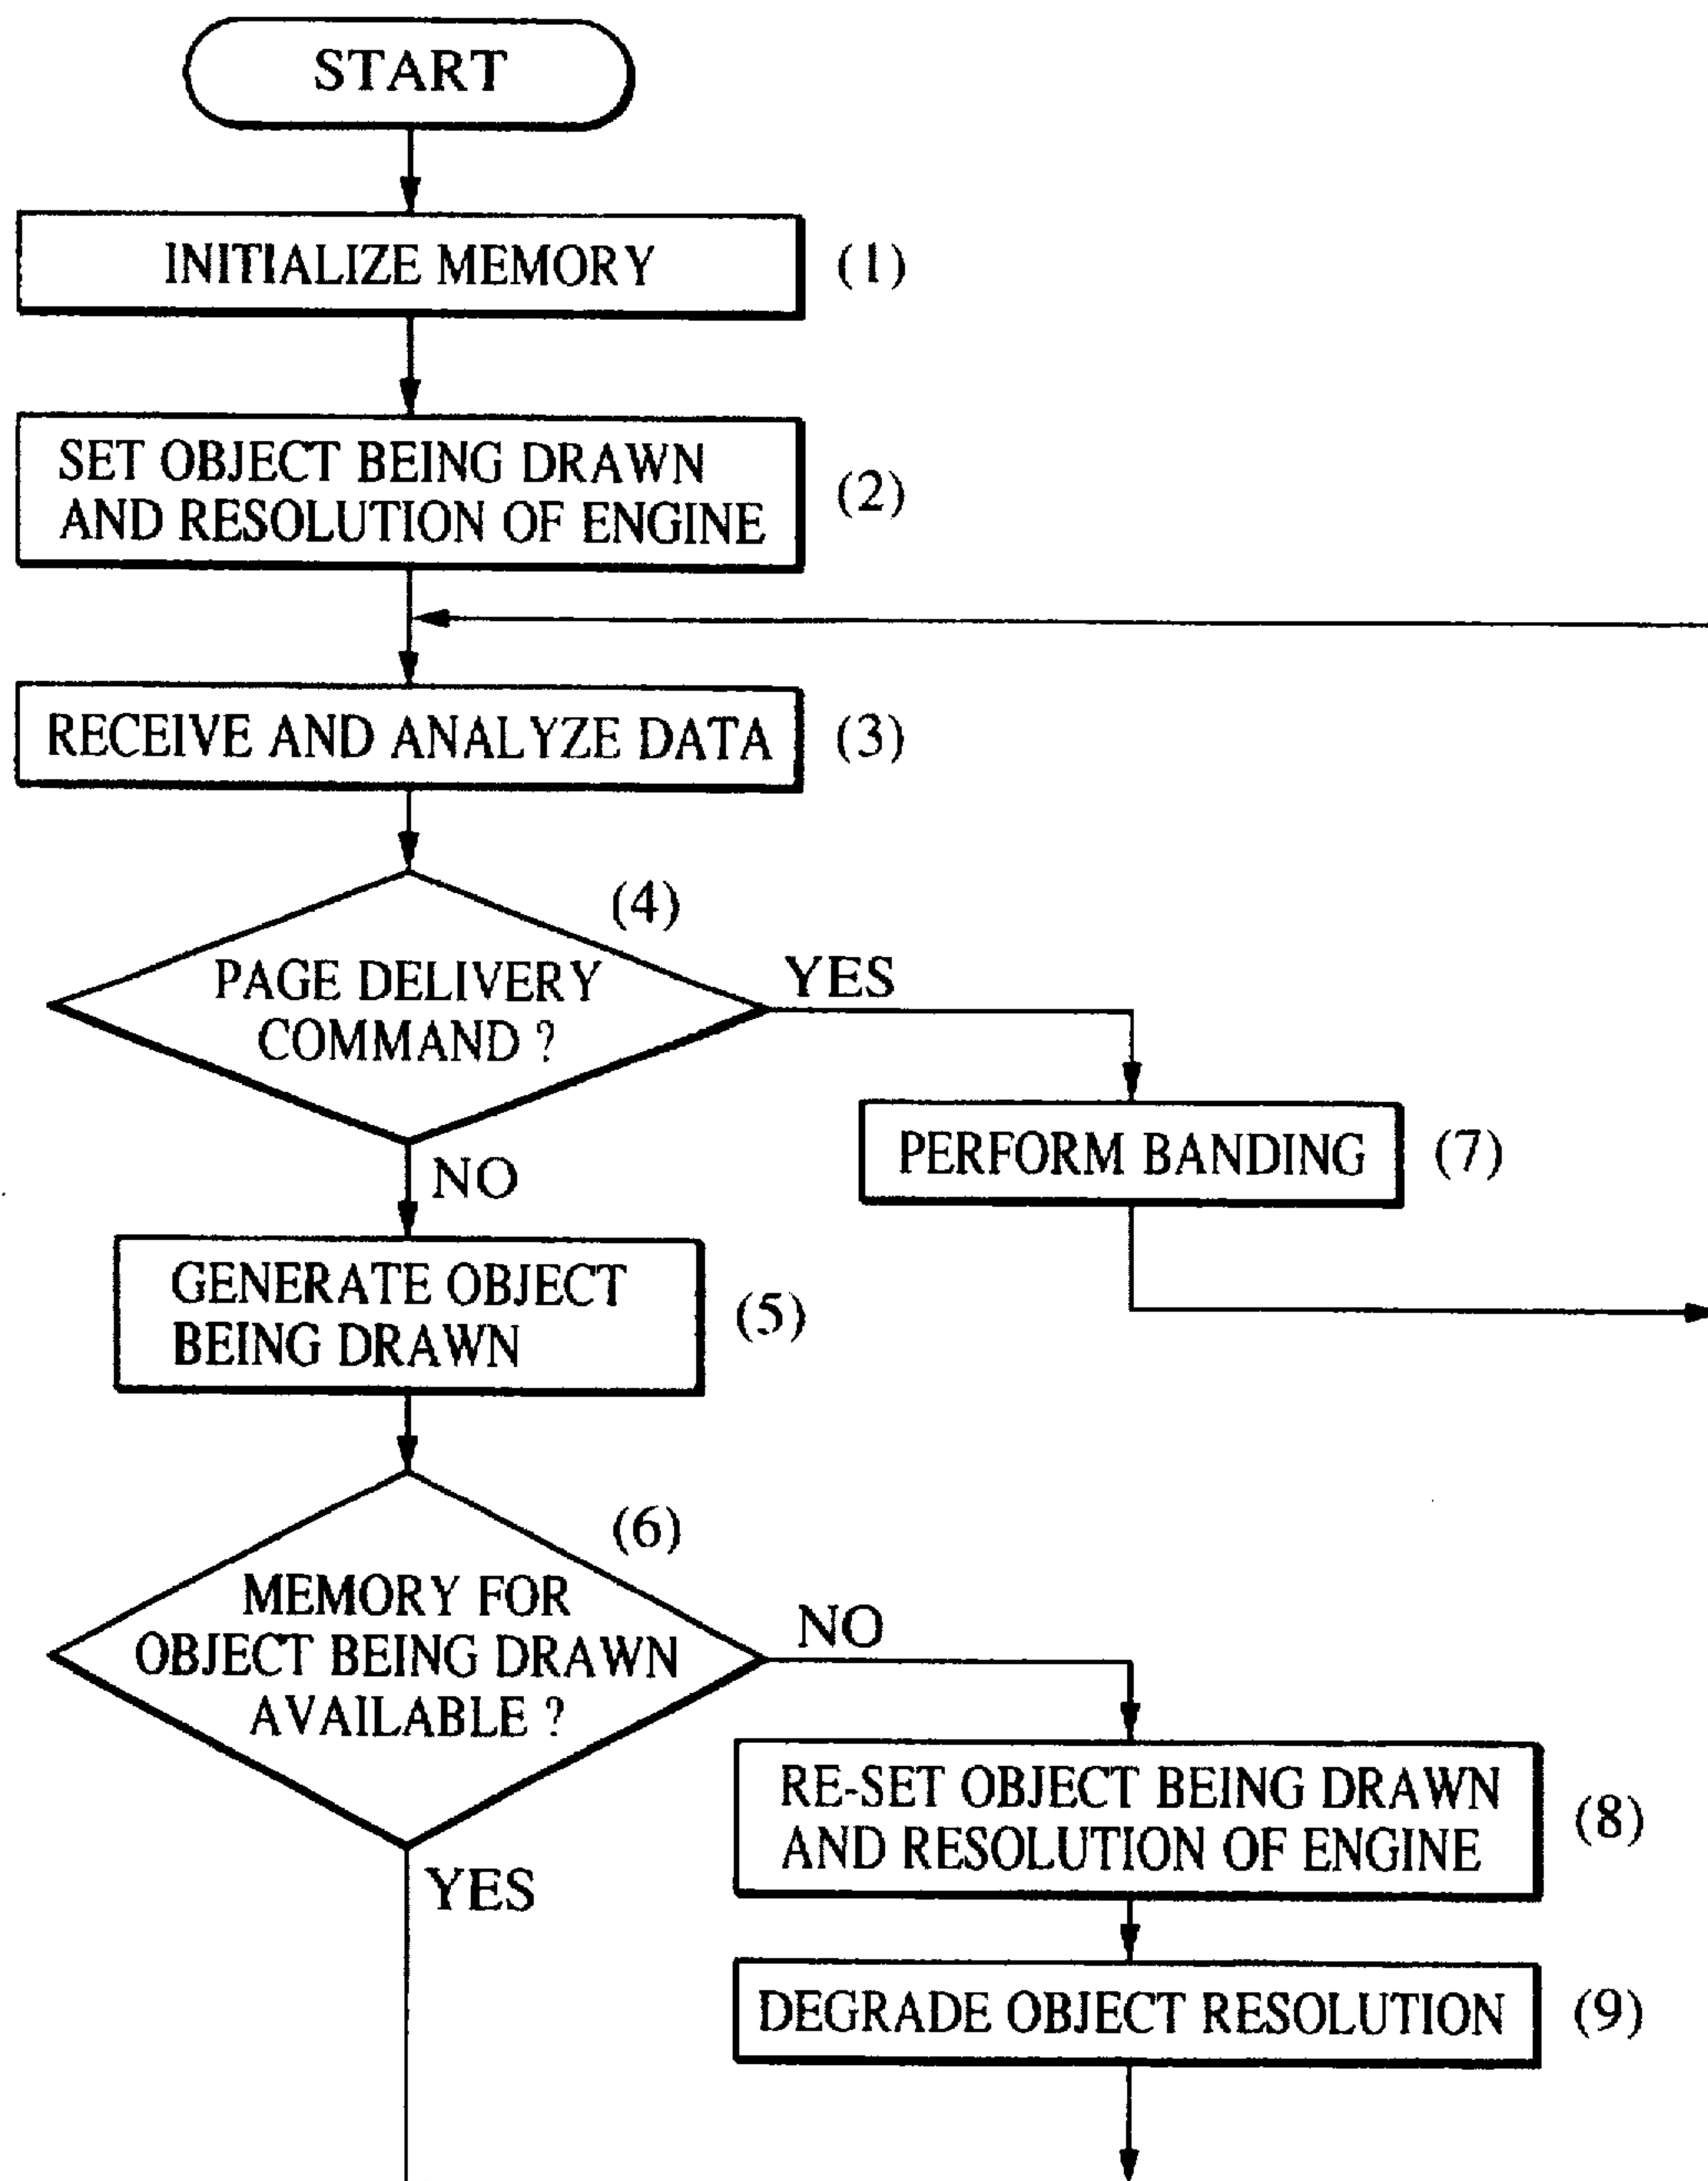 START
INITIALIZE MEMORY
(1)
SET OBJECT BEING DRAWN
AND RESOLUTION OF ENGINE
(2)
RECEIVE AND ANALYZE DATA
(3)
(4)
PAGE DELIVERY
COMMAND ?
YES
NO
PERFORM BANDING
(7)
GENERATE OBJECT
BEING DRAWN
(5)
(6)
MEMORY FOR
OBJECT BEING DRAWN
AVAILABLE ?
NO
YES
RE-SET OBJECT BEING DRAWN
AND RESOLUTION OF ENGINE
(8)
DEGRADE OBJECT RESOLUTION
(9)